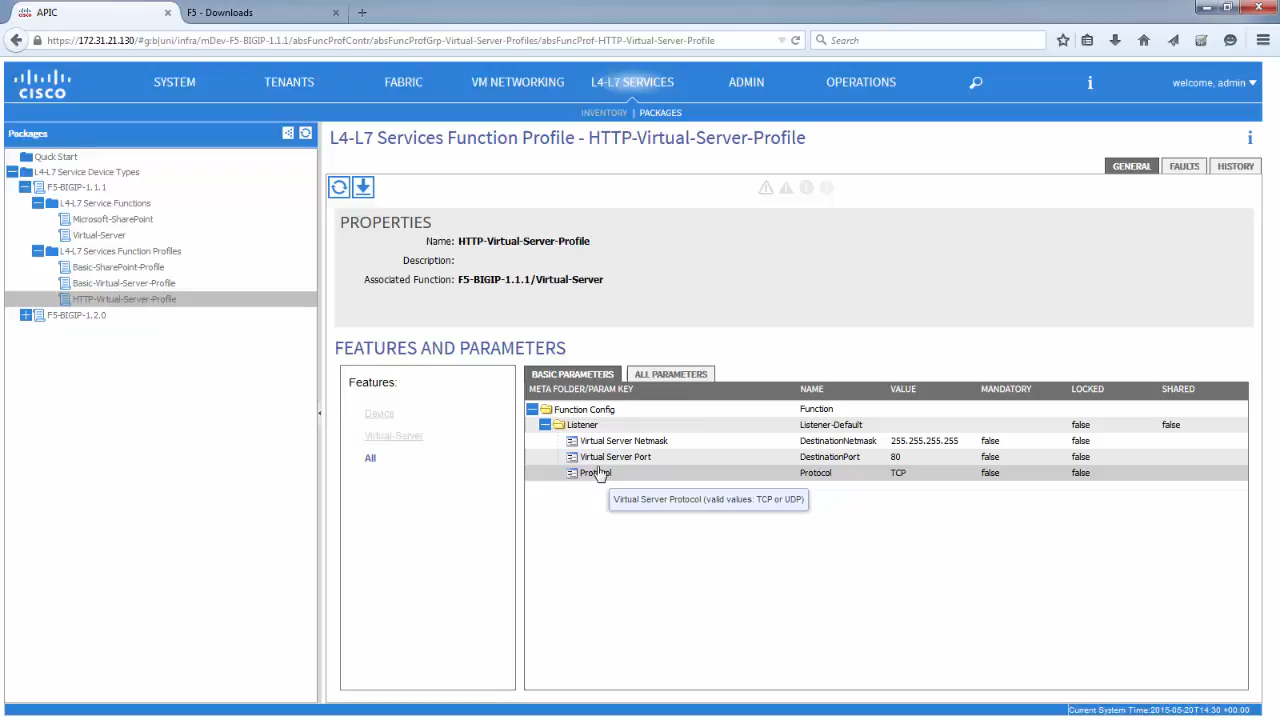 APIC
F5 - Downloads
https://172.31.21.130/#g:b|uni/infra/mDev-F5-BIGIP-1.1.1/absFuncProfContr/absFuncProfGrp-Virtual-Server-Profiles/absFuncProf-HTTP-Virtual-Server-Profile
Search
CISCO
SYSTEM TENANTS FABRIC VM NETWORKING L4-L7 SERVICES ADMIN OPERATIONS
welcome, admin
INVENTORY | PACKAGES
Packages
Quick Start
L4-L7 Service Device Types
F5-BIGIP-1.1.1
L4-L7 Service Functions
Microsoft-SharePoint
Virtual-Server
L4-L7 Services Function Profiles
Basic-SharePoint-Profile
Basic-Virtual-Server-Profile
HTTP-Virtual-Server-Profile
F5-BIGIP-1.2.0
L4-L7 Services Function Profile - HTTP-Virtual-Server-Profile
GENERAL FAULTS HISTORY
PROPERTIES
Name: HTTP-Virtual-Server-Profile
Description:
Associated Function: F5-BIGIP-1.1.1/Virtual-Server
FEATURES AND PARAMETERS
Features:
Device
Virtual-Server
All
BASIC PARAMETERS ALL PARAMETERS
META FOLDER/PARAM KEY NAME VALUE MANDATORY LOCKED SHARED
Function Config Function
Listener Listener-Default false false
Virtual Server Netmask DestinationNetmask 255.255.255.255 false false
Virtual Server Port DestinationPort 80 false false
Protocol Protocol TCP false false
Virtual Server Protocol (valid values: TCP or UDP)
Current System Time:2015-05-20T14:30 +00:00